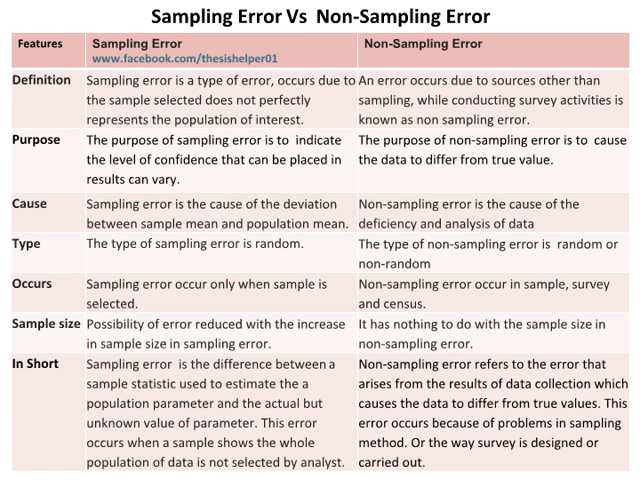 Sampling Error Vs Non-Sampling Error
Features
Sampling Error
www.facebook.com/thesishelper01
Non-Sampling Error
Definition
Sampling error is a type of error, occurs due to
the sample selected does not perfectly
represents the population of interest.
An error occurs due to sources other than
sampling, while conducting survey activities is
known as non sampling error.
Purpose
The purpose of sampling error is to indicate
the level of confidence that can be placed in
results can vary.
The purpose of non-sampling error is to cause
the data to differ from true value.
Cause
Sampling error is the cause of the deviation
between sample mean and population mean.
Non-sampling error is the cause of the
deficiency and analysis of data
Type
The type of sampling error is random.
The type of non-sampling error is random or
non-random
Occurs
Sampling error occur only when sample is
selected.
Non-sampling error occur in sample, survey
and census.
Sample size
Possibility of error reduced with the increase
in sample size in sampling error.
It has nothing to do with the sample size in
non-sampling error.
In Short
Sampling error is the difference between a
sample statistic used to estimate the a
population parameter and the actual but
unknown value of parameter. This error
occurs when a sample shows the whole
population of data is not selected by analyst.
Non-sampling error refers to the error that
arises from the results of data collection which
causes the data to differ from true values. This
error occurs because of problems in sampling
method. Or the way survey is designed or
carried out.